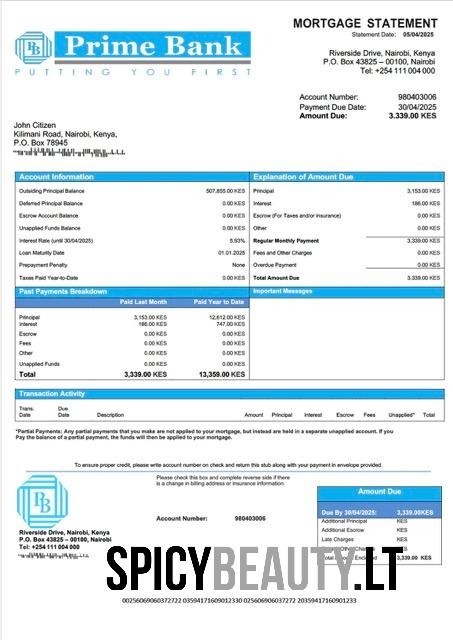 MORTGAGE STATEMENT
Statement Date: 05/04/2025
PB Prime Bank
PUTTING YOU FIRST
Riverside Drive, Nairobi, Kenya
P.O. Box 43825 – 00100, Nairobi
Tel: +254 111 004 000
Account Number: 980403006
Payment Due Date: 30/04/2025
Amount Due: 3.339.00 KES
John Citizen
Kilimani Road, Nairobi, Kenya,
P.O. Box 78945
Account Information
Outsiding Principal Balance 507,855.00 KES
Deferred Principal Balance 0.00 KES
Escrow Account Balance 0.00 KES
Unapplied Funds Balance 0.00 KES
Interest Rate (until 30/04/2025) 5.93%
Loan Maturity Date 01.01.2025
Prepayment Penalty None
Taxes Paid Year-to-Date 0.00 KES
Explanation of Amount Due
Principal 3,153.00 KES
Interest 186.00 KES
Escrow (For Taxes and/or insurance) 0.00 KES
Other 0.00 KES
Regular Monthly Payment 3,339.00 KES
Fees and Other Charges 0.00 KES
Overdue Payment 0.00 KES
Total Amount Due 3,339.00 KES
Past Payments Breakdown
Paid Last Month Paid Year to Date
Principal 3,153.00 KES 12,612.00 KES
Interest 186.00 KES 747.00 KES
Escrow 0.00 KES 0.00 KES
Fees 0.00 KES 0.00 KES
Other 0.00 KES 0.00 KES
Unapplied Funds 0.00 KES 0.00 KES
Total 3,339.00 KES 13,359.00 KES
Important Messages
Transaction Activity
Trans. Date Due Date Description Amount Principal Interest Escrow Fees Unapplied* Total
*Partial Payments: Any partial payments that you make are not applied to your mortgage, but instead are held in a separate unapplied account. If you
Pay the balance of a partial payment, the funds will then be applied to your mortgage.
To ensure proper credit, please write account number on check and return this stub along with your payment in envelope provided.
PB
Riverside Drive, Nairobi, Kenya
P.O. Box 43825 – 00100, Nairobi
Tel: +254 111 004 000
Please check this box and complete reverse side if there
is a change in billing address or insurance information.
Account Number: 980403006
Amount Due
Due By 30/04/2025: 3,339.00KES
Additional Principal KES
Additional Escrow KES
Late Charges KES
KES
3,339.00 KES
SPICYBEAUTY.LT